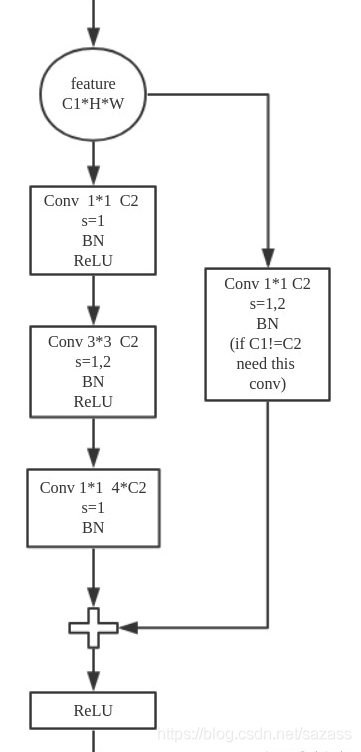 feature
C1*H*W
Conv 1*1 C2
s=1
BN
ReLU
Conv 3*3 C2
s=1,2
BN
ReLU
Conv 1*1 4*C2
s=1
BN
Conv 1*1 C2
s=1,2
BN
(if C1!=C2
need this
conv)
ReLU
https://blog.csdn.net/sazass